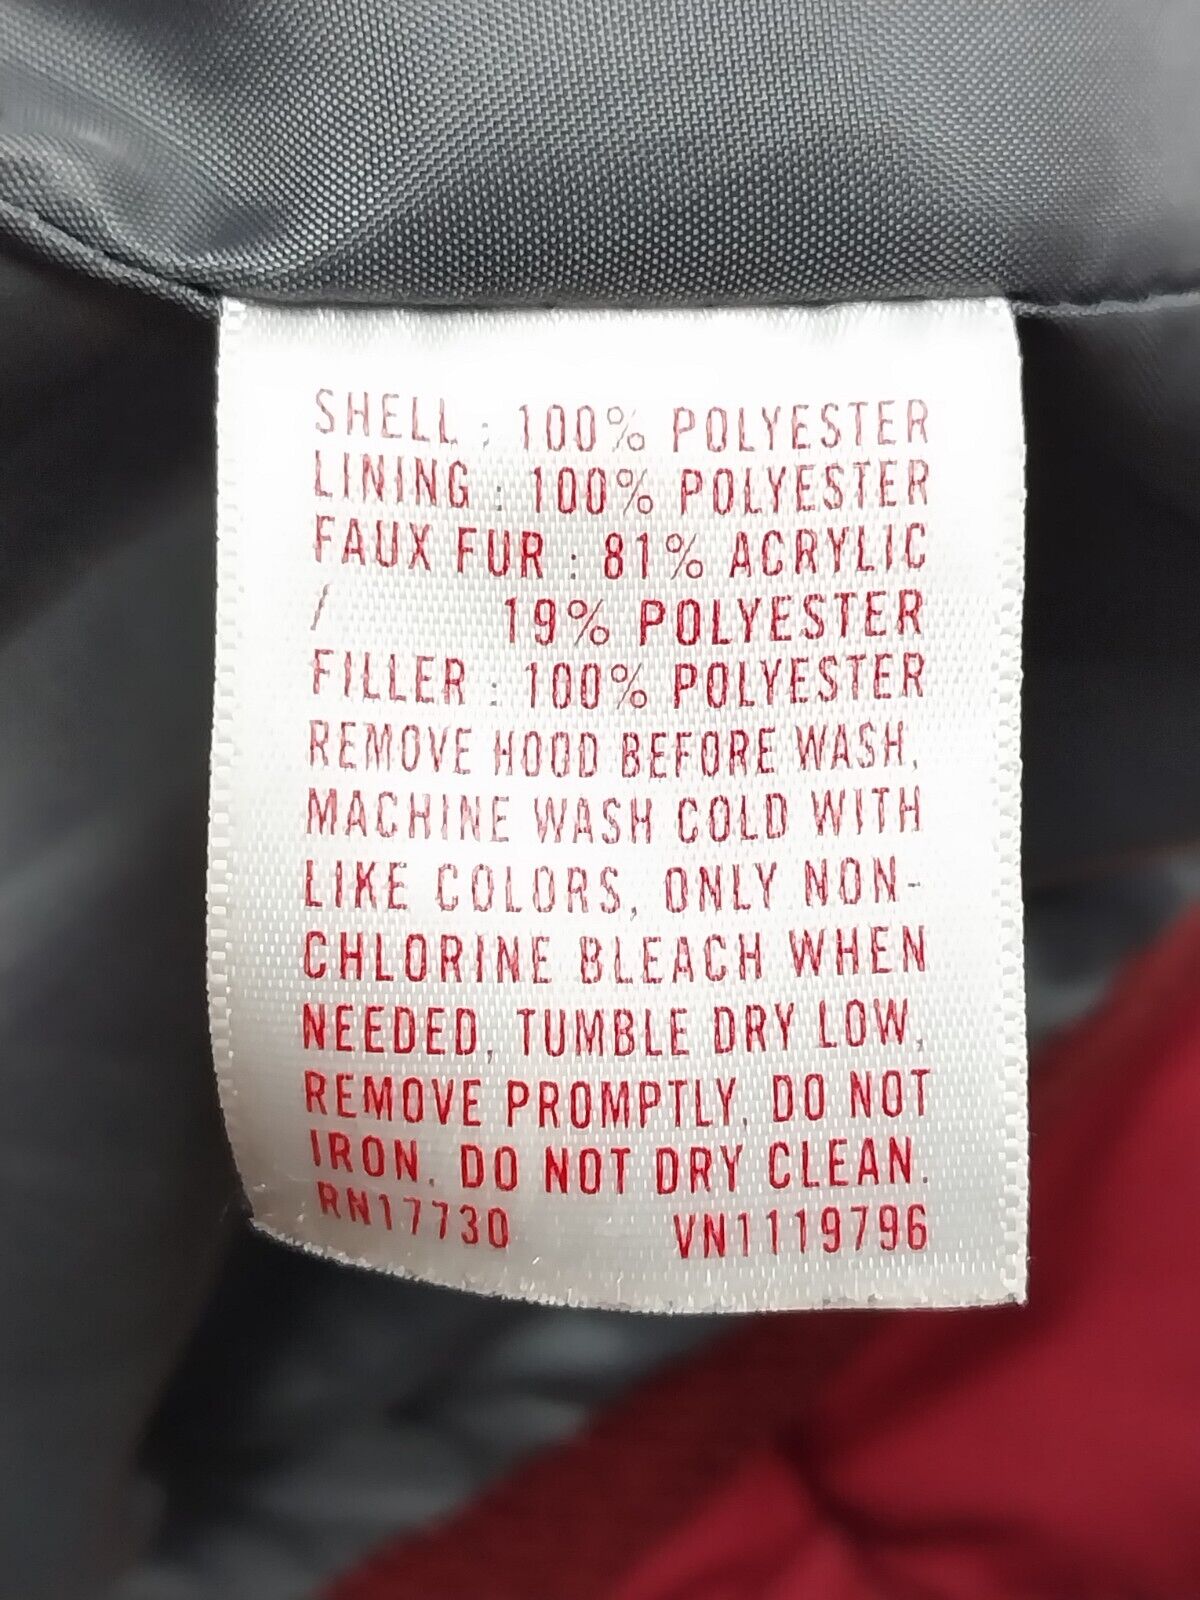 SHELL : 100% POLYESTER
LINING : 100% POLYESTER
FAUX FUR : 81% ACRYLIC
/ 19% POLYESTER
FILLER : 100% POLYESTER
REMOVE HOOD BEFORE WASH,
MACHINE WASH COLD WITH
LIKE COLORS, ONLY NON-
CHLORINE BLEACH WHEN
NEEDED, TUMBLE DRY LOW,
REMOVE PROMPTLY, DO NOT
IRON. DO NOT DRY CLEAN.
RN17730 VN1119796